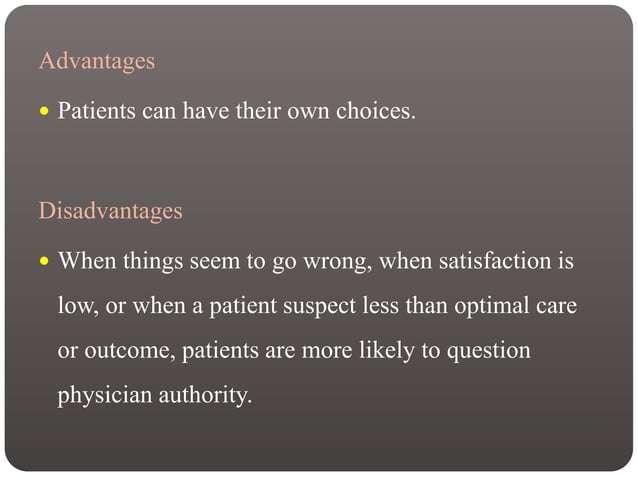 Advantages
• Patients can have their own choices.
Disadvantages
• When things seem to go wrong, when satisfaction is
low, or when a patient suspect less than optimal care
or outcome, patients are more likely to question
physician authority.